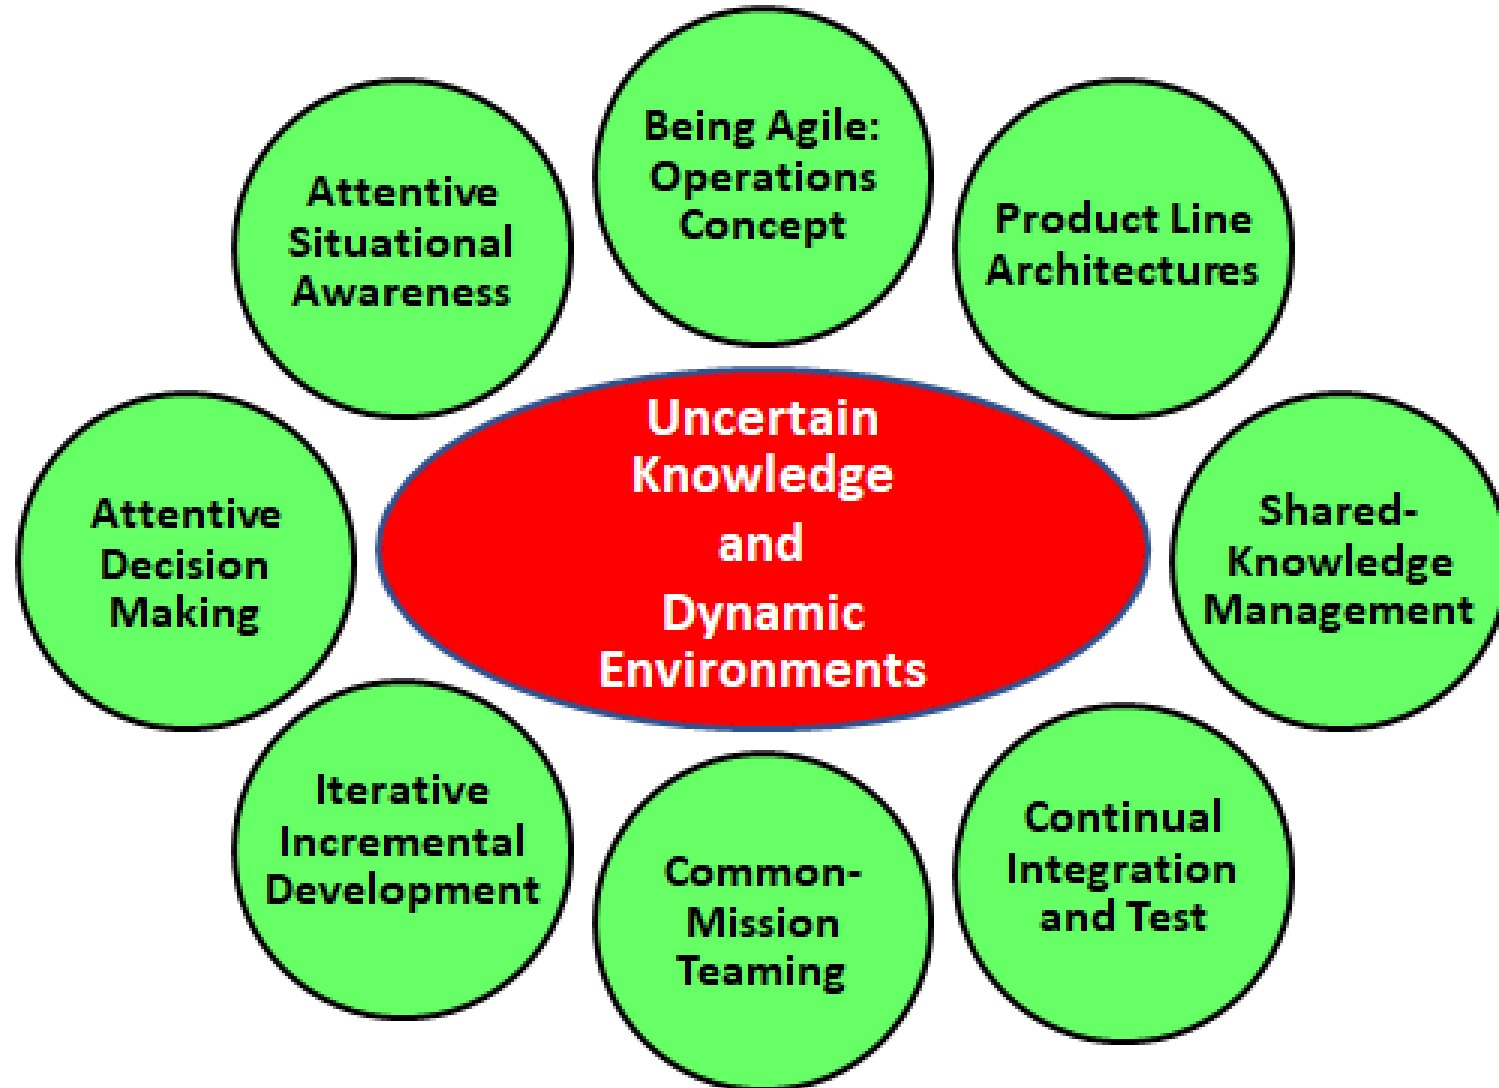 Being Agile:
Operations
Concept
Attentive
Situational
Awareness
Product Line
Architectures
Uncertain
Knowledge
and
Dynamic
Environments
Attentive
Decision
Making
Shared-
Knowledge
Management
Iterative
Incremental
Development
Common-
Mission
Teaming
Continual
Integration
and Test